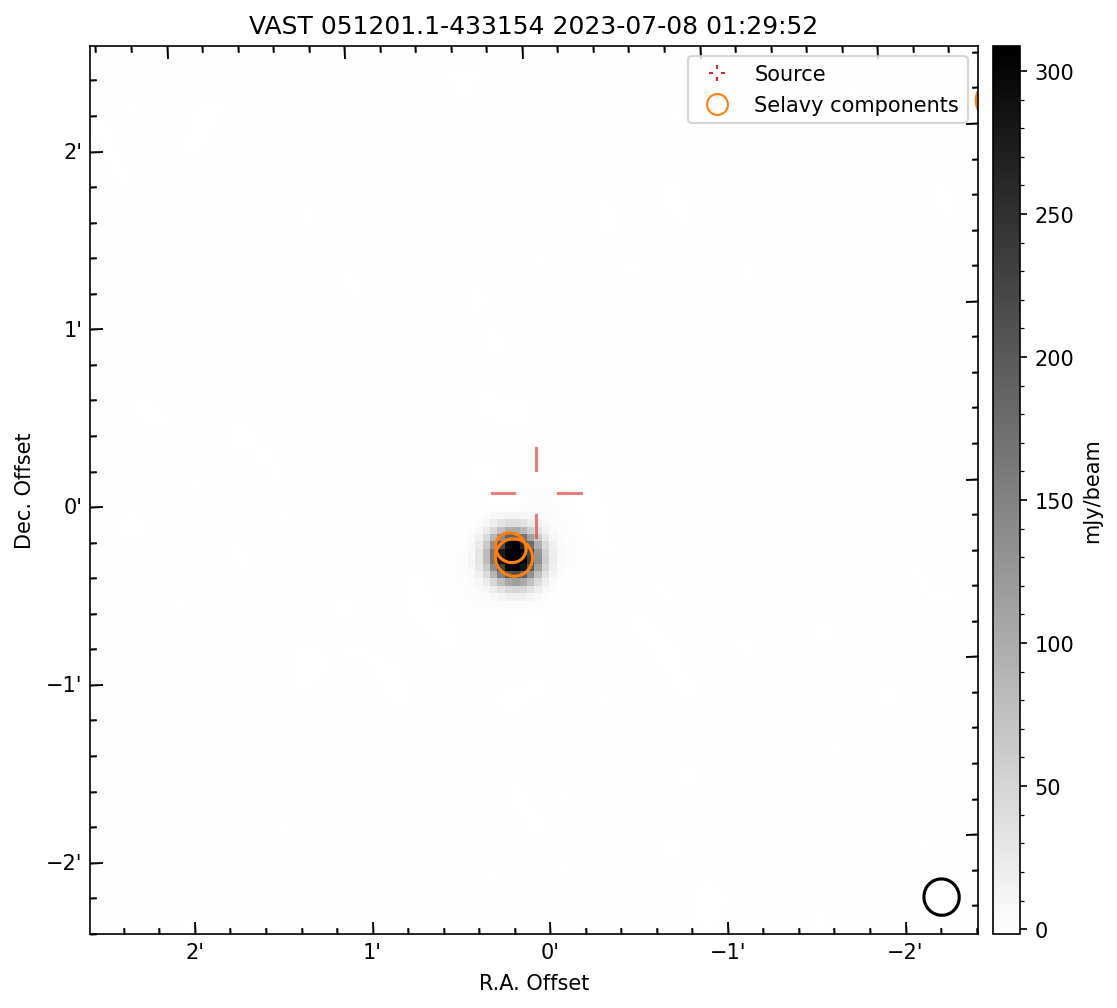 VAST 051201.1-433154 2023-07-08 01:29:52
Source
Selavy components
300
250
200
150
100
50
0
mJy/beam
2'
1'
0'
−1'
−2'
Dec. Offset
2'
1'
0'
−1'
−2'
R.A. Offset